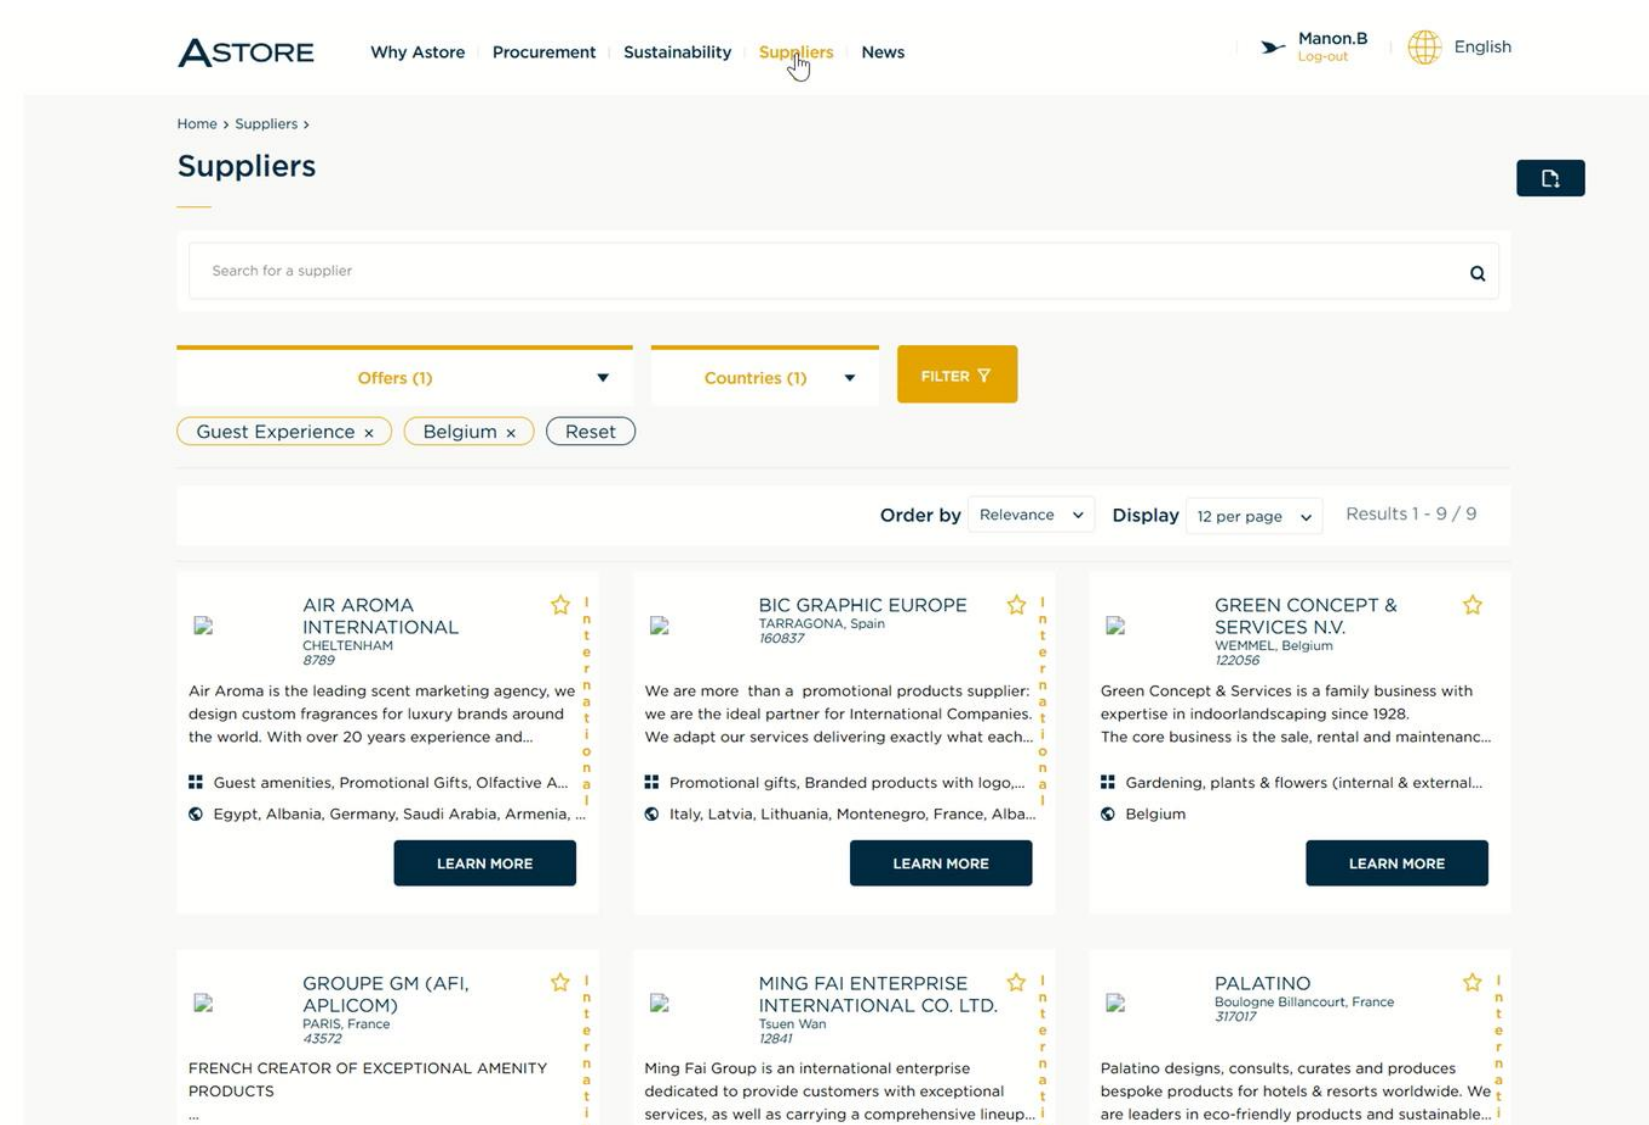 ASTORE
Why Astore
Procurement
Sustainability
Suppliers
News
Manon.B
Log-out
English
Home > Suppliers >
Suppliers
Search for a supplier
Offers (1)
Countries (1)
FILTER
Guest Experience ×
Belgium ×
Reset
Order by
Relevance
Display
12 per page
Results 1 - 9 / 9
AIR AROMA
INTERNATIONAL
CHELTENHAM
8789
International
Air Aroma is the leading scent marketing agency, we
design custom fragrances for luxury brands around
the world. With over 20 years experience and...
Guest amenities, Promotional Gifts, Olfactive A...
Egypt, Albania, Germany, Saudi Arabia, Armenia, ...
LEARN MORE
BIC GRAPHIC EUROPE
TARRAGONA, Spain
160837
International
We are more than a promotional products supplier:
we are the ideal partner for International Companies.
We adapt our services delivering exactly what each...
Promotional gifts, Branded products with logo,...
Italy, Latvia, Lithuania, Montenegro, France, Alba...
LEARN MORE
GREEN CONCEPT &
SERVICES N.V.
WEMMEL, Belgium
122056
Green Concept & Services is a family business with
expertise in indoorlandscaping since 1928.
The core business is the sale, rental and maintenanc...
Gardening, plants & flowers (internal & external...
Belgium
LEARN MORE
GROUPE GM (AFI,
APLICOM)
PARIS, France
43572
Internati
FRENCH CREATOR OF EXCEPTIONAL AMENITY
PRODUCTS
...
MING FAI ENTERPRISE
INTERNATIONAL CO. LTD.
Tsuen Wan
12841
Internati
Ming Fai Group is an international enterprise
dedicated to provide customers with exceptional
services, as well as carrying a comprehensive lineup...
PALATINO
Boulogne Billancourt, France
317017
Internati
Palatino designs, consults, curates and produces
bespoke products for hotels & resorts worldwide. We
are leaders in eco-friendly products and sustainable...